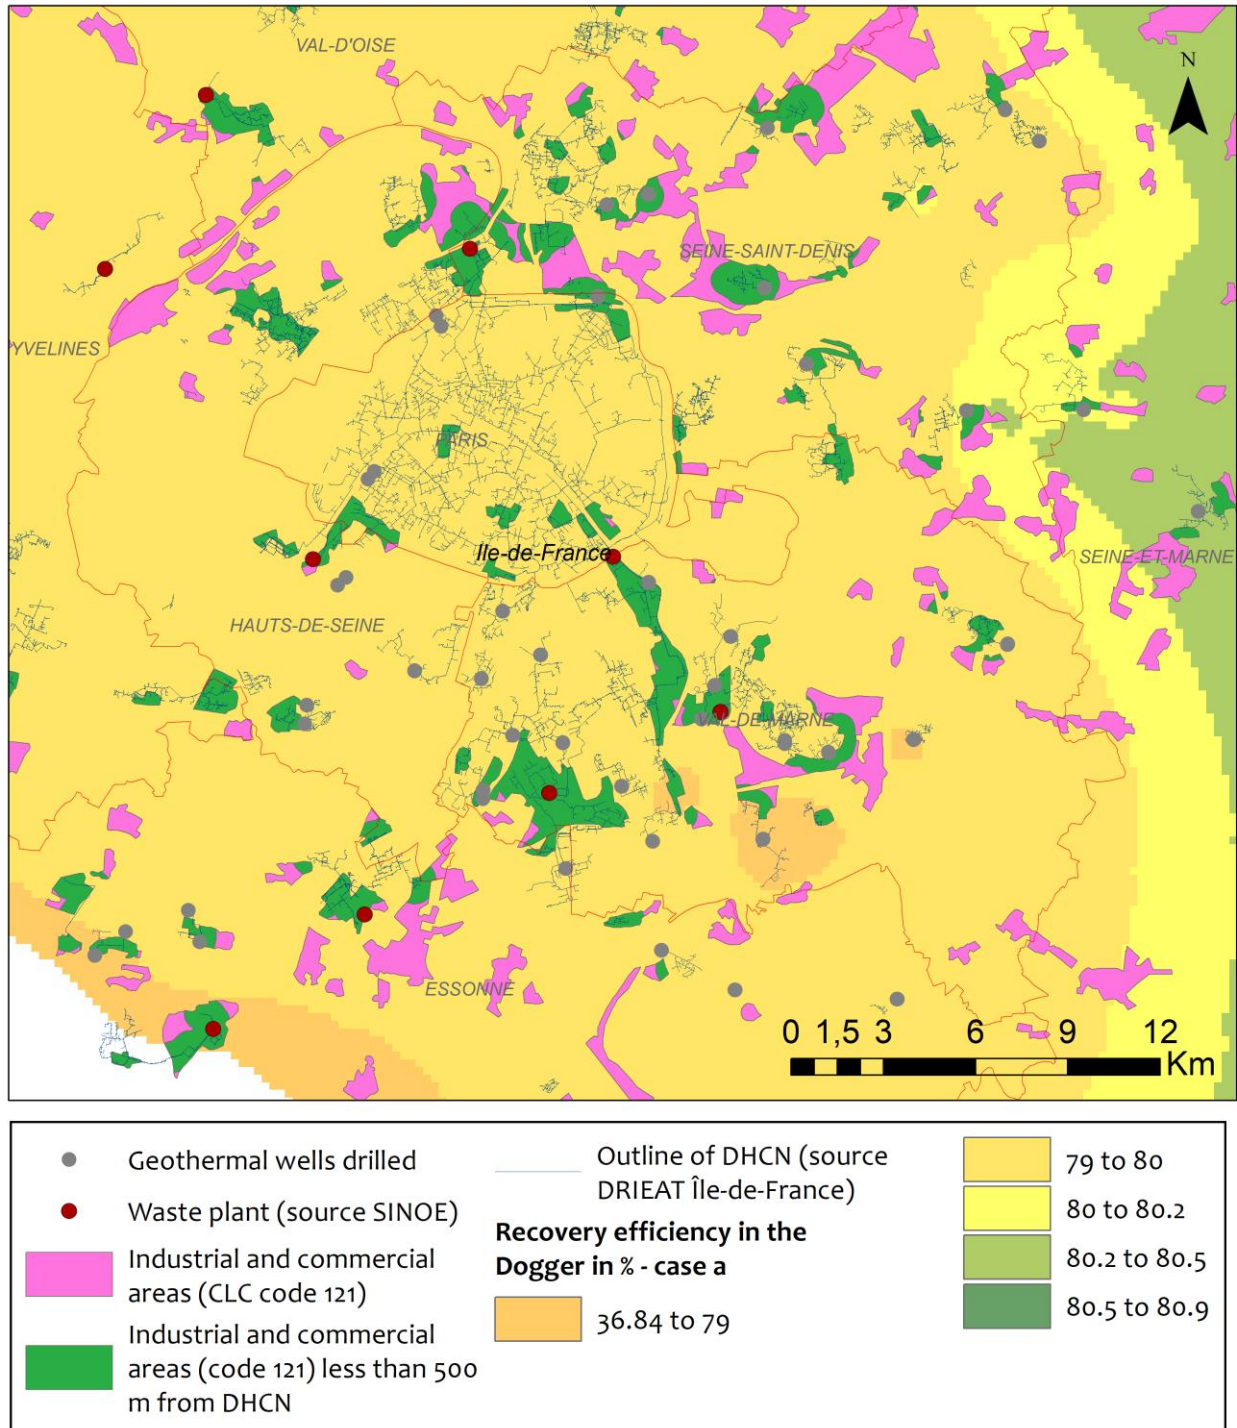 VAL-D'OISE
N
SEINE-SAINT-DENIS
YVELINES
PARIS
Ile-de-France
SEINE-ET-MARNE
HAUTS-DE-SEINE
VAL-DE-MARNE
ESSONNE
0 1,5 3 6 9 12
Km
Geothermal wells drilled
Waste plant (source SINOE)
Industrial and commercial
areas (CLC code 121)
Industrial and commercial
areas (code 121) less than 500
m from DHCN
Outline of DHCN (source
DRIEAT Île-de-France)
Recovery efficiency in the
Dogger in % - case a
36.84 to 79
79 to 80
80 to 80.2
80.2 to 80.5
80.5 to 80.9